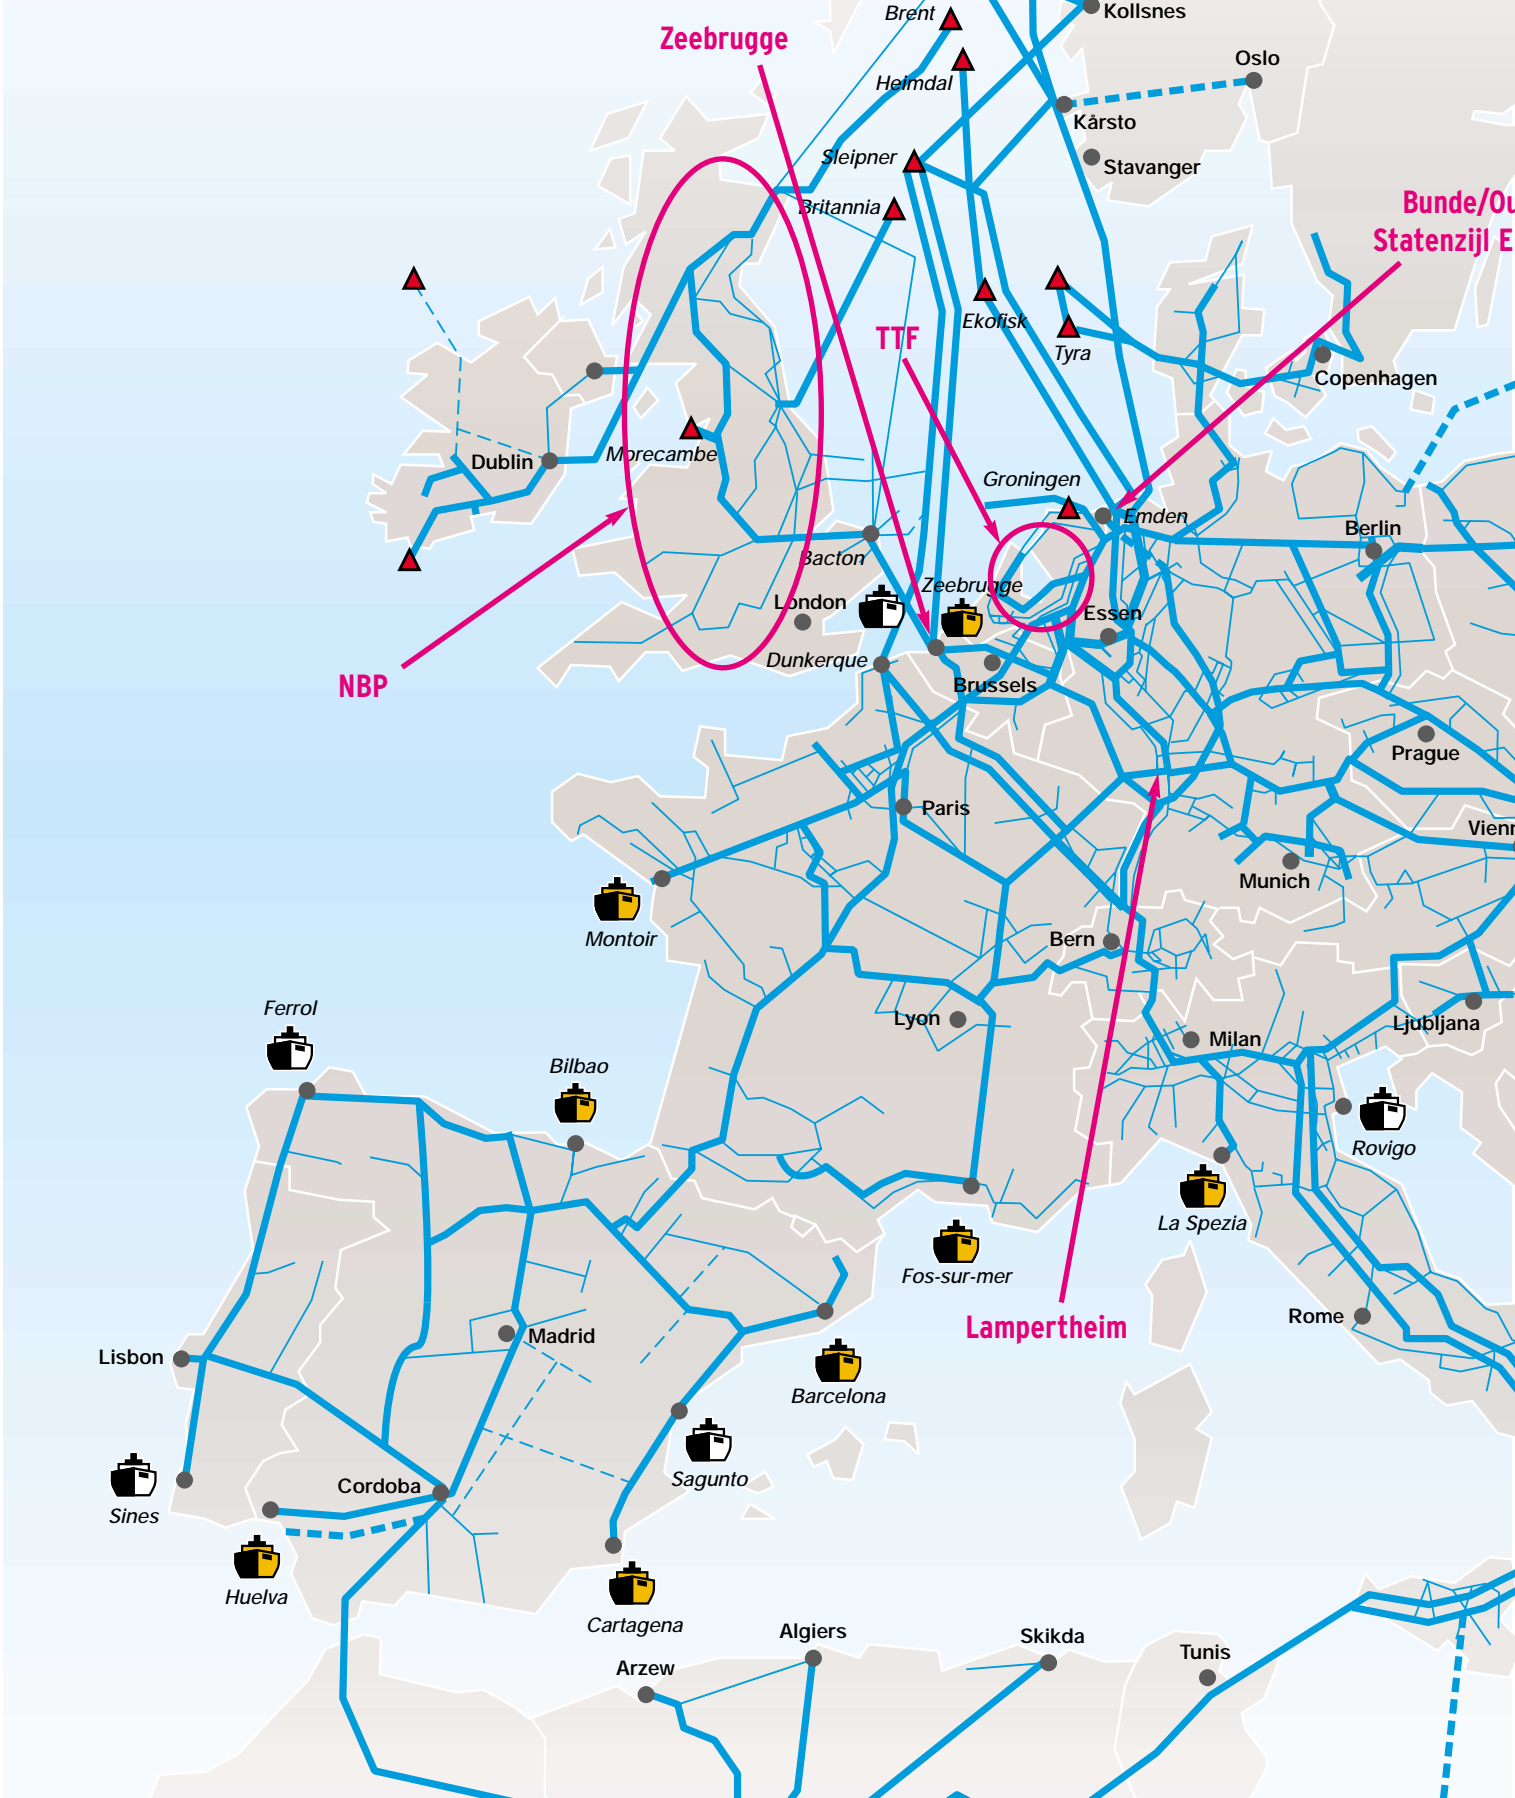 Brent
Kollsnes
Zeebrugge
Oslo
Heimdal
Kårsto
Sleipner
Stavanger
Britannia
Bunde/Ou
Statenzijl E
Ekofisk
TTF
Tyra
Copenhagen
Morecambe
Dublin
Groningen
Emden
Berlin
Bacton
Zeebrugge
London
Essen
Dunkerque
Brussels
NBP
Prague
Paris
Vienn
Munich
Montoir
Bern
Ferrol
Lyon
Ljubljana
Milan
Bilbao
Rovigo
La Spezia
Fos-sur-mer
Rome
Lampertheim
Madrid
Lisbon
Barcelona
Sagunto
Cordoba
Sines
Huelva
Cartagena
Algiers
Skikda
Tunis
Arzew